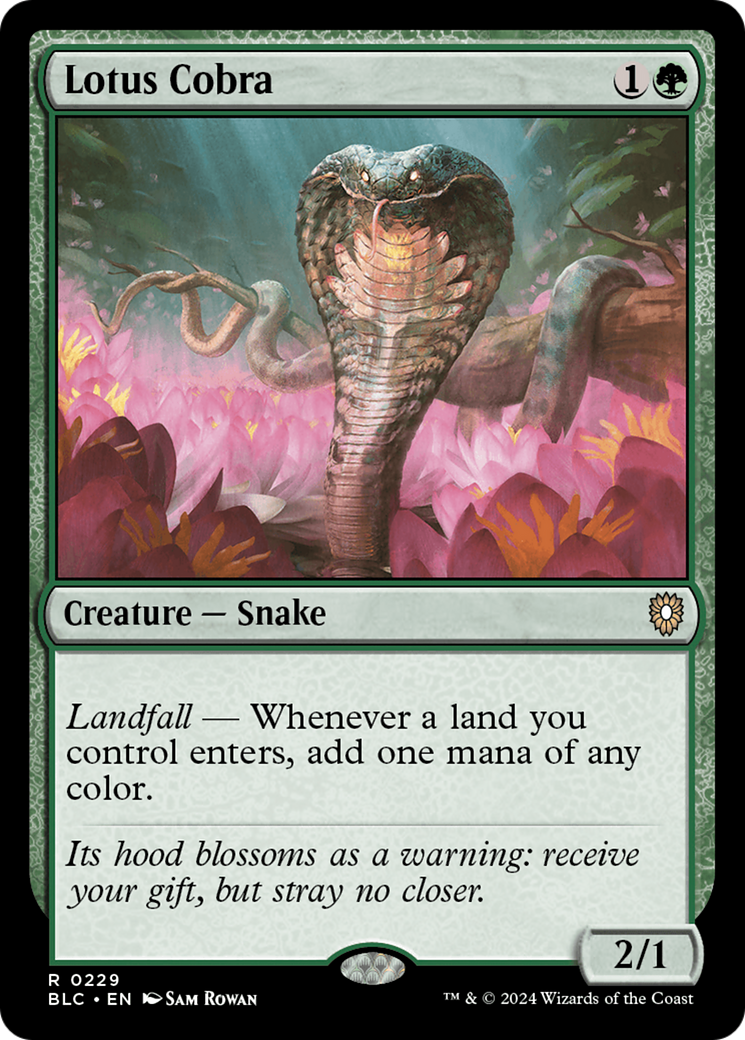 Lotus Cobra 1
Creature — Snake
Landfall — Whenever a land you
control enters, add one mana of any
color.
Its hood blossoms as a warning: receive
your gift, but stray no closer.
2/1
R 0229
BLC • EN Sam Rowan
™ & © 2024 Wizards of the Coast